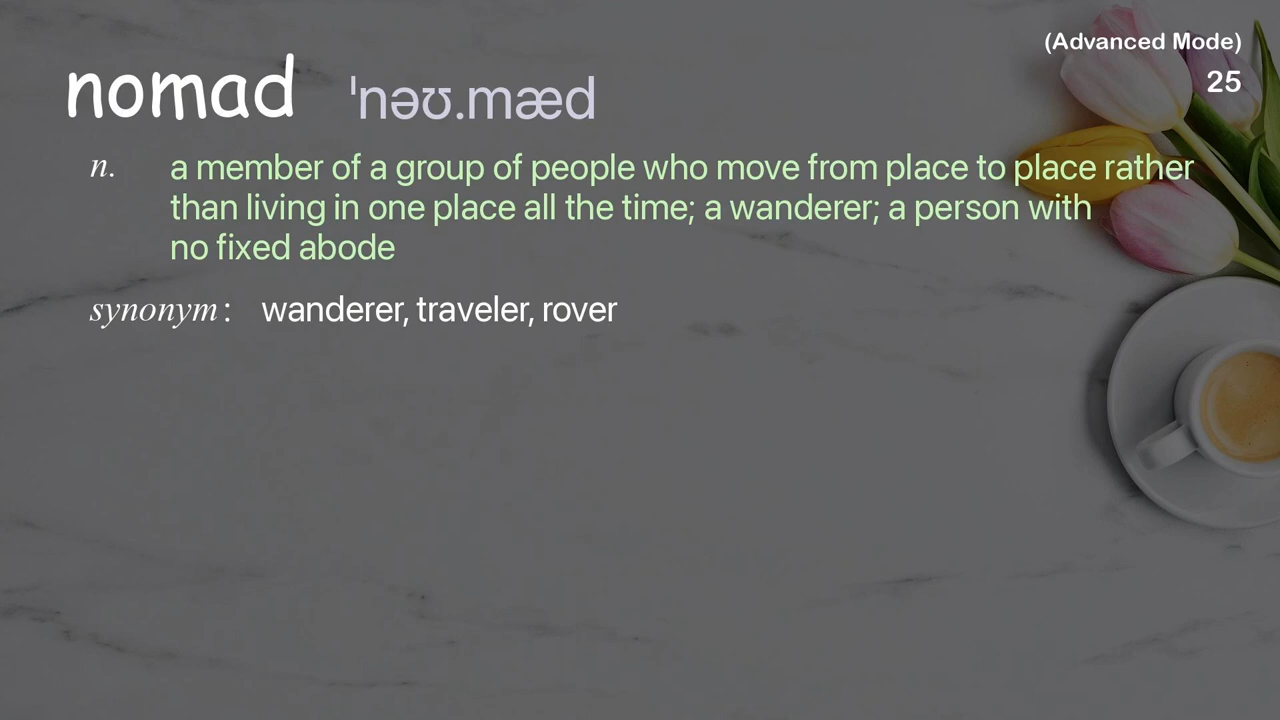 (Advanced Mode)
25
nomad ˈnəʊ.mæd
n. a member of a group of people who move from place to place rather
than living in one place all the time; a wanderer; a person with
no fixed abode
synonym: wanderer, traveler, rover